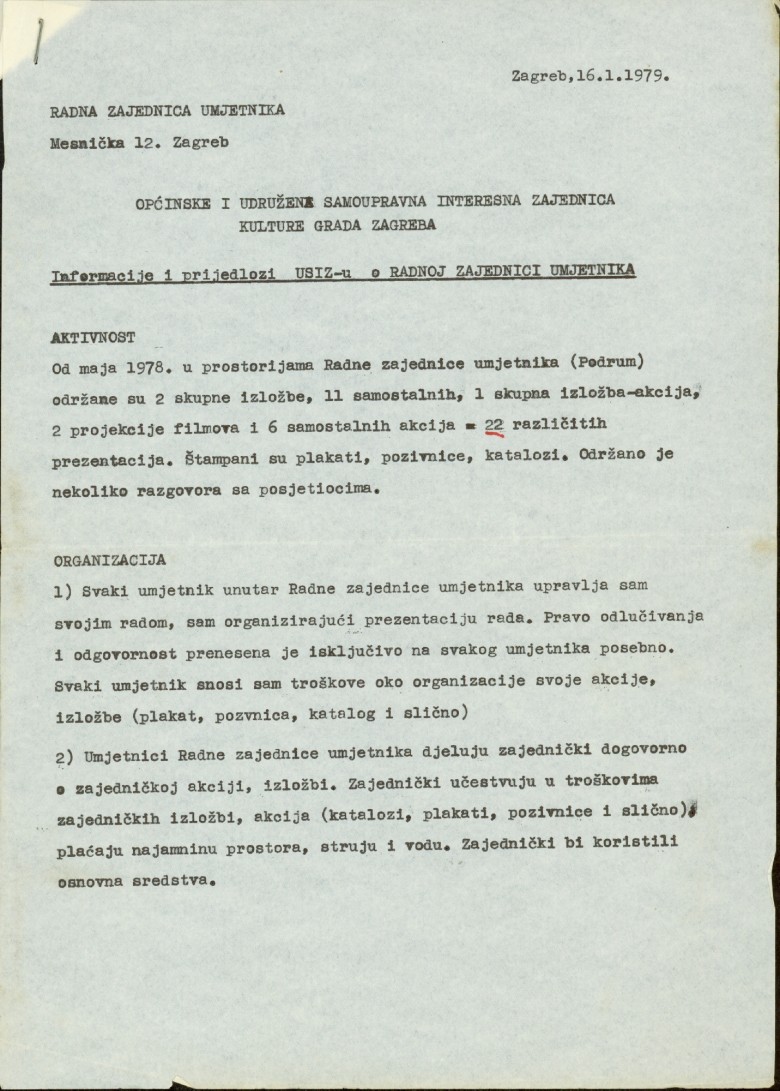 Zagreb,16.1.1979.
RADNA ZAJEDNICA UMJETNIKA
Mesnička 12. Zagreb
OPĆINSKE I UDRUŽENE SAMOUPRAVNA INTERESNA ZAJEDNICA
KULTURE GRADA ZAGREBA
Informacije i prijedlozi USIZ-u o RADNOJ ZAJEDNICI UMJETNIKA
AKTIVNOST
Od maja 1978. u prostorijama Radne zajednice umjetnika (Podrum)
održane su 2 skupne izložbe, 11 samostalnih, 1 skupna izložba-akcija,
2 projekcije filmova i 6 samostalnih akcija = 22 različitih
prezentacija. Štampani su plakati, pozivnice, katalozi. Održano je
nekoliko razgovora sa posjetiocima.
ORGANIZACIJA
1) Svaki umjetnik unutar Radne zajednice umjetnika upravlja sam
svojim radom, sam organizirajući prezentaciju rada. Pravo odlučivanja
i odgovornost prenesena je isključivo na svakog umjetnika posebno.
Svaki umjetnik snosi sam troškove oko organizacije svoje akcije,
izložbe (plakat, pozvnica, katalog i slično)
2) Umjetnici Radne zajednice umjetnika djeluju zajednički dogovorno
o zajedničkoj akciji, izložbi. Zajednički učestvuju u troškovima
zajedničkih izložbi, akcija (katalozi, plakati, pozivnice i slično),
plaćaju najamninu prostora, struju i vodu. Zajednički bi koristili
osnovna sredstva.